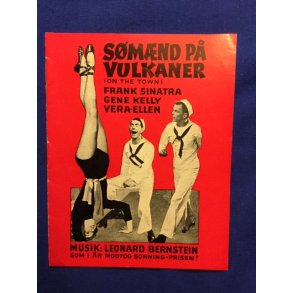 SØMÆND PÅ
VULKANER
(ON THE TOWN)
FRANK SINATRA
GENE KELLY
VERA-ELLEN
MUSIK: LEONARD BERNSTEIN
SOM I ÅR MODTOG SONNING-PRISEN!